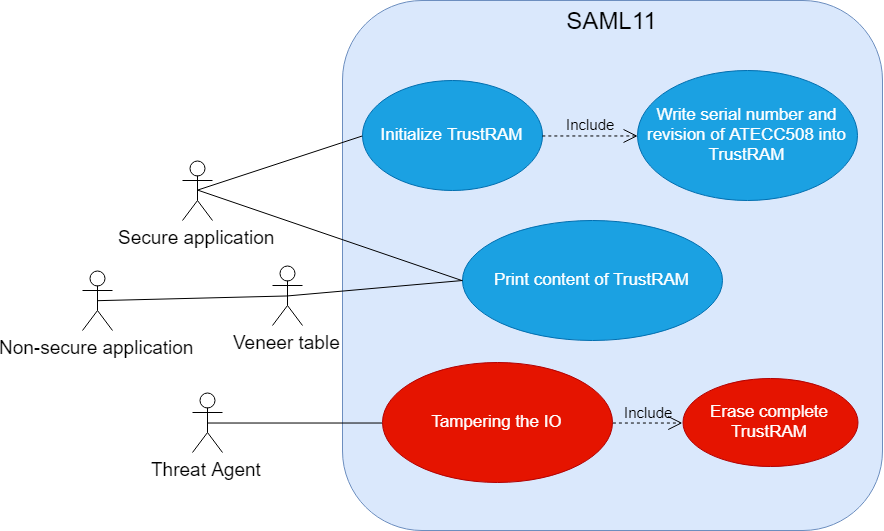 SAML11
Initialize TrustRAM
Include
Write serial number and
revision of ATECC508 into
TrustRAM
Secure application
Print content of TrustRAM
Non-secure application
Veneer table
Tampering the IO
Include
Erase complete
TrustRAM
Threat Agent